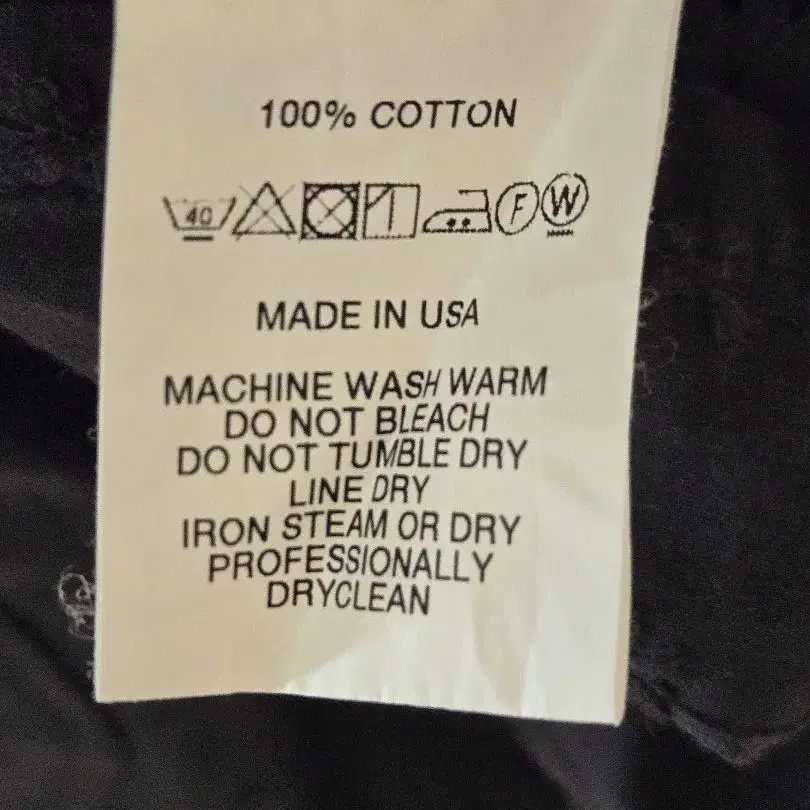 100% COTTON
40 F W
MADE IN USA
MACHINE WASH WARM
DO NOT BLEACH
DO NOT TUMBLE DRY
LINE DRY
IRON STEAM OR DRY
PROFESSIONALLY
DRYCLEAN